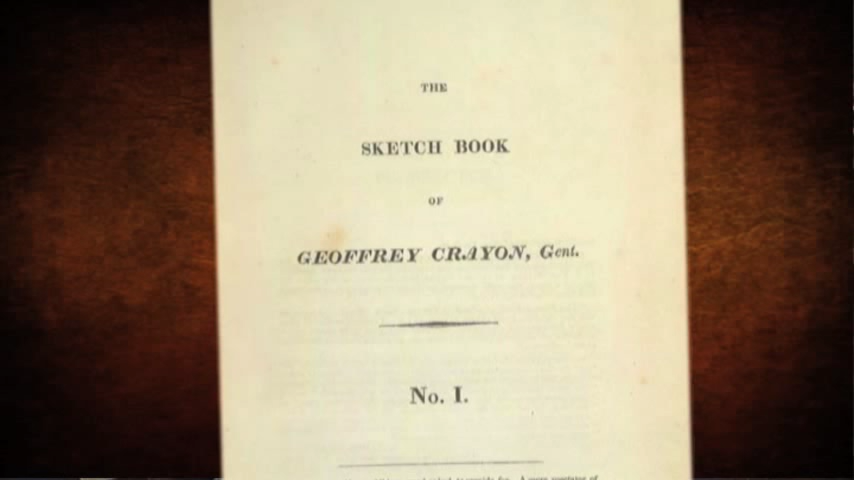 THE
SKETCH BOOK
OF
GEOFFREY CRAYON, Gent.
No. I.